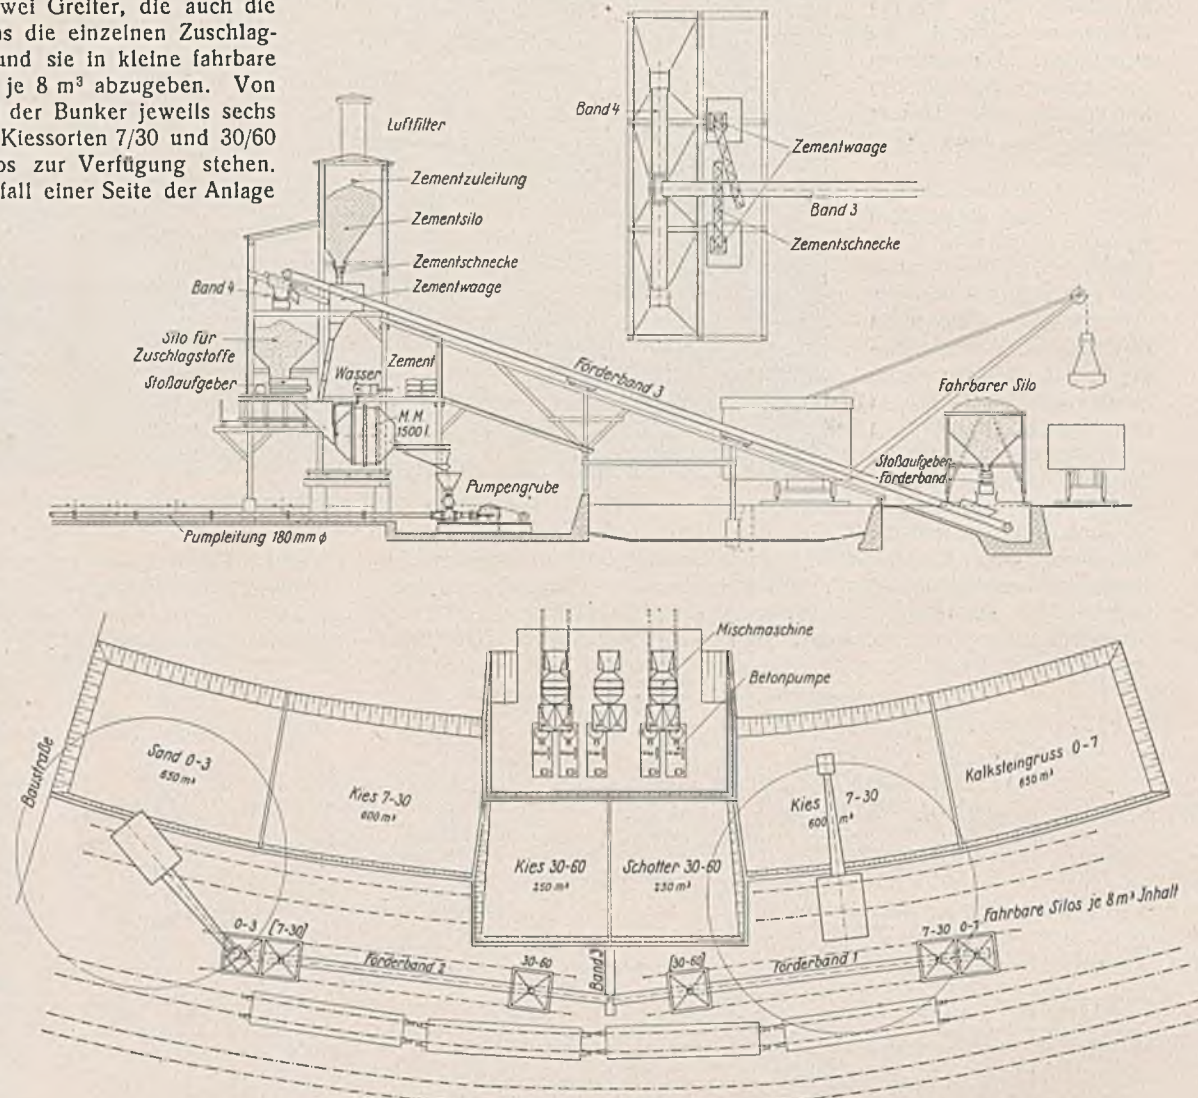 wei Greifer, die auch die
s die einzelnen Zuschlag-
und sie in kleine fahrbare
je 8 m³ abzugeben. Von
der Bunker jeweils sechs
Kiessorten 7/30 und 30/60
os zur Verfügung stehen.
fall einer Seite der Anlage
Luftfilter
Zementzuleitung
Zementsilo
Zementschnecke
Zementwaage
Band 4
Silo für
Zuschlagstoffe
Stoßaufgeber
Wasser
Zement
M.M.
1500 l.
Pumpengrube
Pumpleitung 180 mm ϕ
Förderband 3
Band 4
Zementwaage
Band 3
Zementschnecke
Fahrbarer Silo
Stoßaufgeber-
-Förderband-
Mischmaschine
Betonpumpe
Baustraße
Sand 0-3
650 m³
Kies 7-30
600 m³
Kies 30-60
250 m³
Schotter 30-60
250 m³
Kies 7-30
600 m³
Kalksteingruss 0-7
650 m³
0-3 / [7-30]
Förderband 2
30-60
Band 3
[30-60]
Förderband 1
7-30 0-7
Fahrbare Silos je 8 m³ Jnhalt